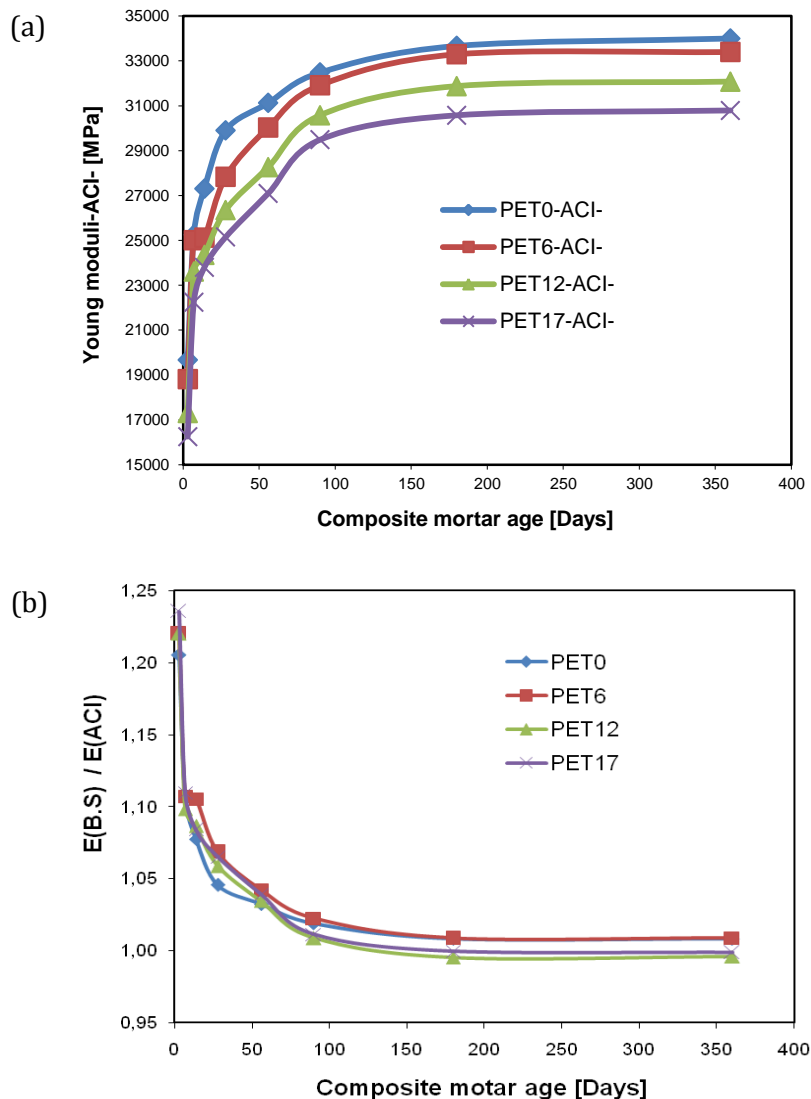 (a)
Young moduli-ACI- [MPa]
35000
33000
31000
29000
27000
25000
23000
21000
19000
17000
15000
PET0-ACI-
PET6-ACI-
PET12-ACI-
PET17-ACI-
0 50 100 150 200 250 300 350 400
Composite mortar age [Days]
(b)
E(B.S) / E(ACI)
1,25
1,20
1,15
1,10
1,05
1,00
0,95
PET0
PET6
PET12
PET17
0 50 100 150 200 250 300 350 400
Composite motar age [Days]